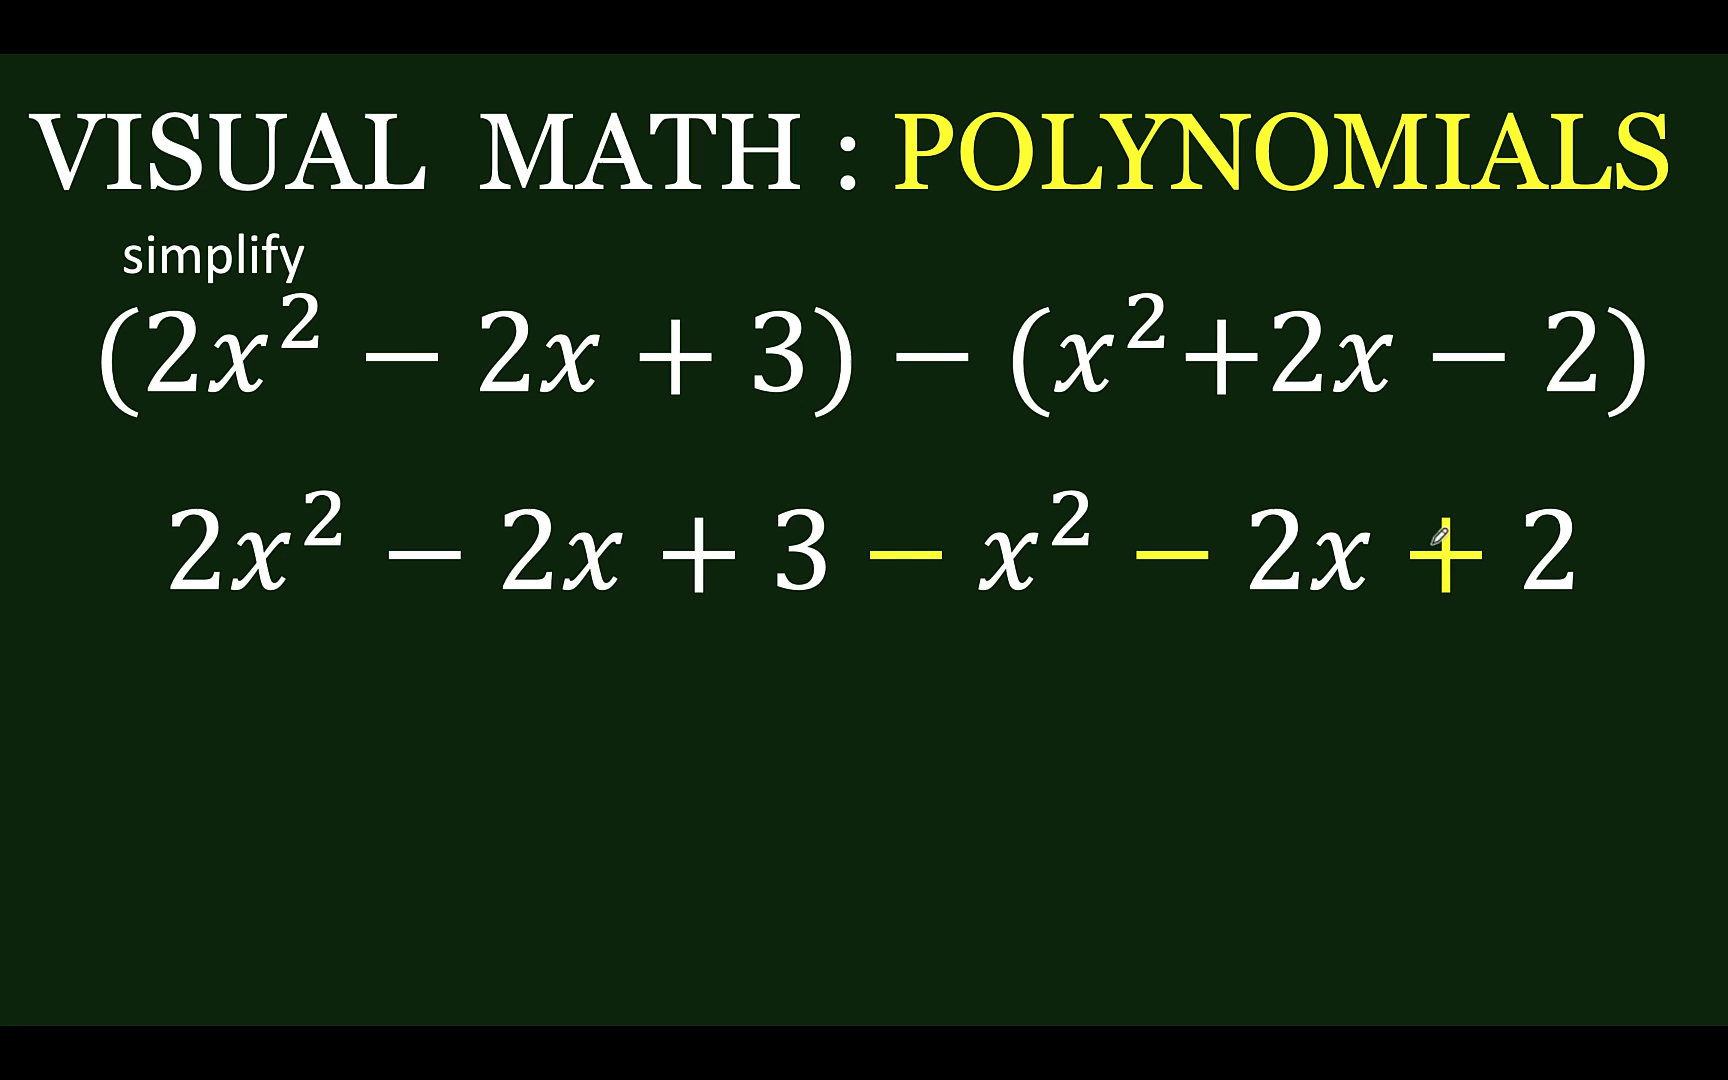 VISUAL MATH : POLYNOMIALS
simplify
(2x² − 2x + 3) − (x²+2x − 2)
2x² − 2x + 3 − x² − 2x + 2